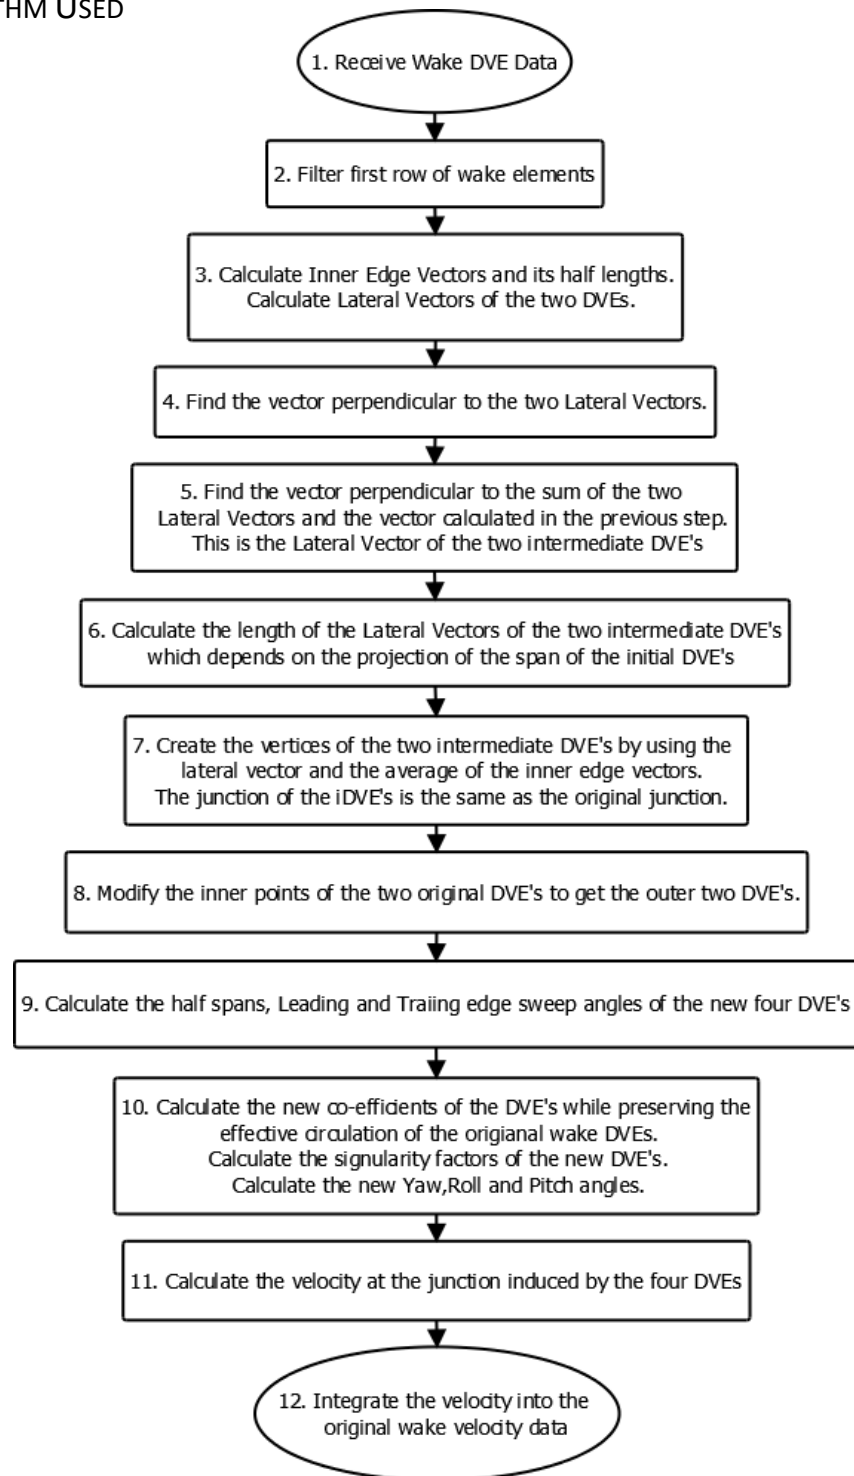 THM USED
1. Receive Wake DVE Data
2. Filter first row of wake elements
3. Calculate Inner Edge Vectors and its half lengths.
Calculate Lateral Vectors of the two DVEs.
4. Find the vector perpendicular to the two Lateral Vectors.
5. Find the vector perpendicular to the sum of the two
Lateral Vectors and the vector calculated in the previous step.
This is the Lateral Vector of the two intermediate DVE's
6. Calculate the length of the Lateral Vectors of the two intermediate DVE's
which depends on the projection of the span of the initial DVE's
7. Create the vertices of the two intermediate DVE's by using the
lateral vector and the average of the inner edge vectors.
The junction of the iDVE's is the same as the original junction.
8. Modify the inner points of the two original DVE's to get the outer two DVE's.
9. Calculate the half spans, Leading and Traiing edge sweep angles of the new four DVE's
10. Calculate the new co-efficients of the DVE's while preserving the
effective circulation of the origianal wake DVEs.
Calculate the signularity factors of the new DVE's.
Calculate the new Yaw,Roll and Pitch angles.
11. Calculate the velocity at the junction induced by the four DVEs
12. Integrate the velocity into the
original wake velocity data